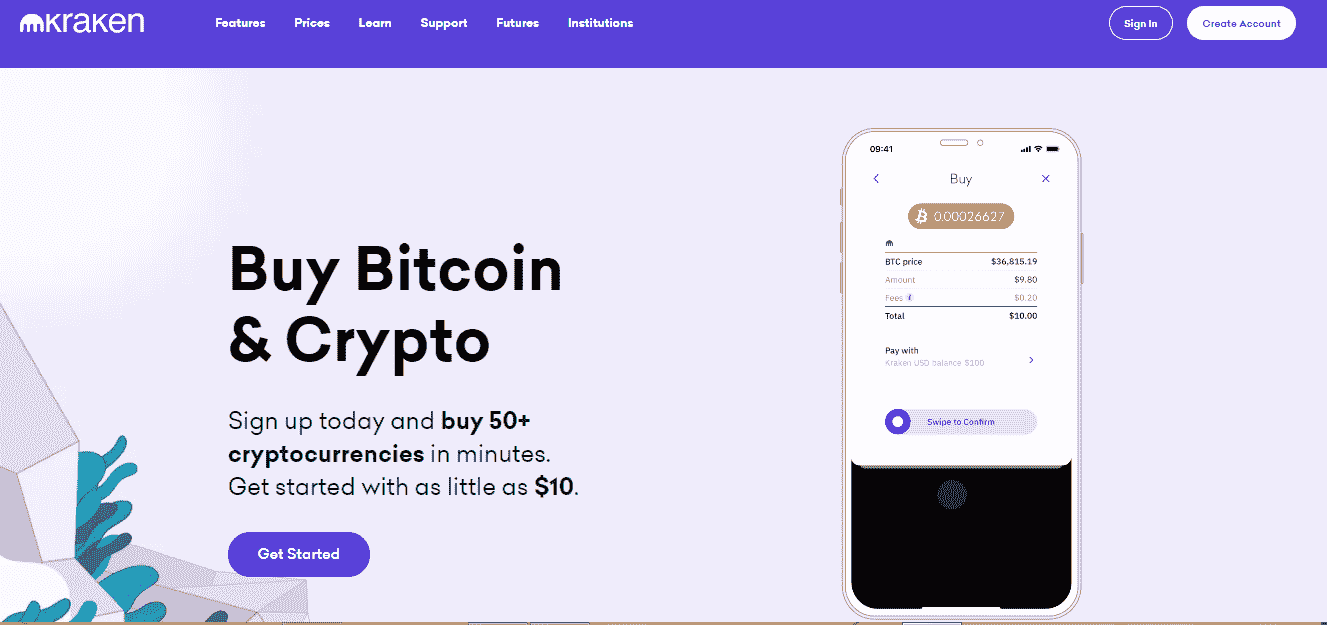 kraken
Features Prices Learn Support Futures Institutions
Sign In Create Account
Buy Bitcoin
& Crypto
Sign up today and buy 50+
cryptocurrencies in minutes.
Get started with as little as $10.
Get Started
09:41
Buy
0.00026627
BTC price $36,815.19
Amount $9.80
Fees i $0.20
Total $10.00
Pay with
Kraken USD balance $100
Swipe to Confirm